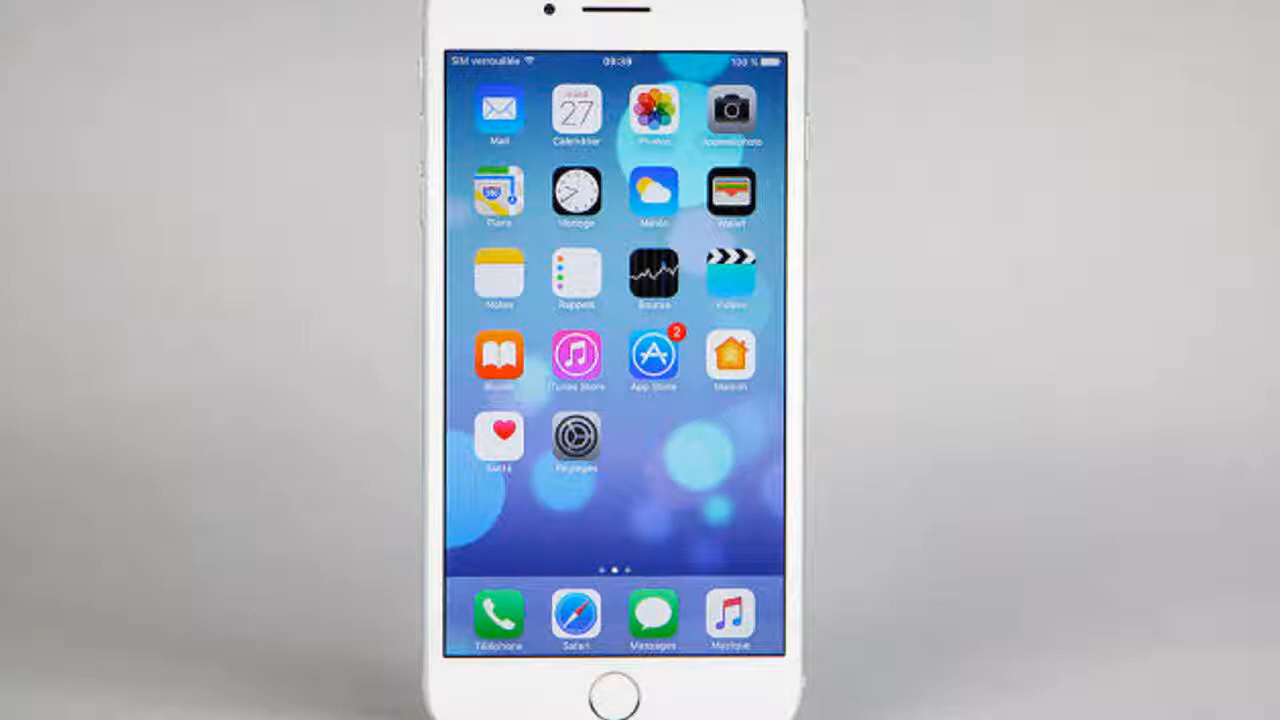 SIM verrouillée 09:39 100 %
27
Mail Calendrier Photos Appareil photo
Plans Horloge Météo Wallet
Notes Rappels Bourse Vidéos
2
iBooks iTunes Store App Store Maison
Santé Réglages
Téléphone Safari Messages Musique